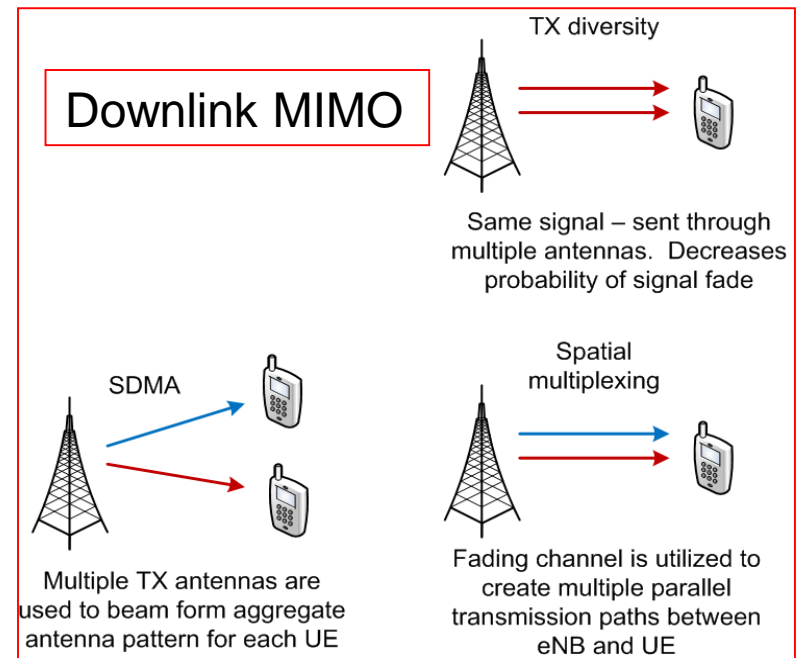 Downlink MIMO
TX diversity
Same signal – sent through
multiple antennas.  Decreases
probability of signal fade
SDMA
Multiple TX antennas are
used to beam form aggregate
antenna pattern for each UE
Spatial
multiplexing
Fading channel is utilized to
create multiple parallel
transmission paths between
eNB and UE